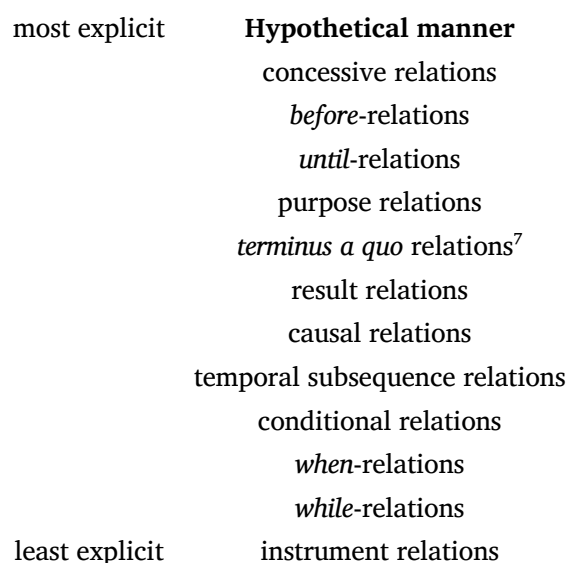 most explicit Hypothetical manner
concessive relations
before-relations
until-relations
purpose relations
terminus a quo relations⁷
result relations
causal relations
temporal subsequence relations
conditional relations
when-relations
while-relations
least explicit instrument relations